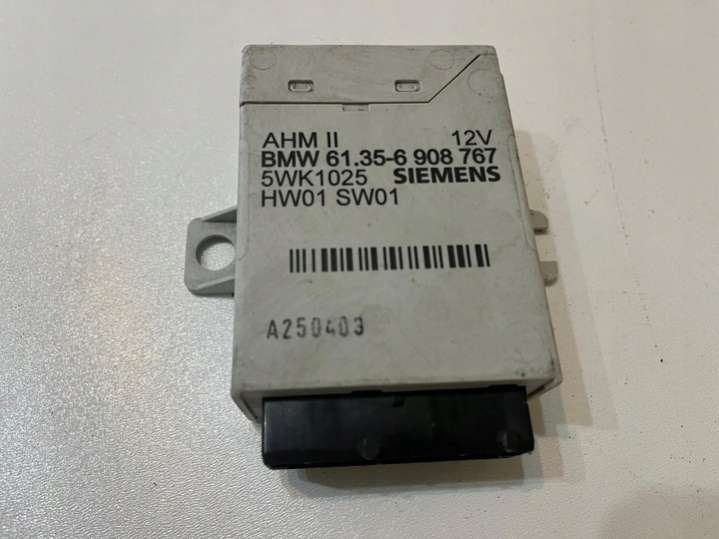 AHM II 12V
BMW 61.35-6 908 767
5WK1025 SIEMENS
HW01 SW01
A250403